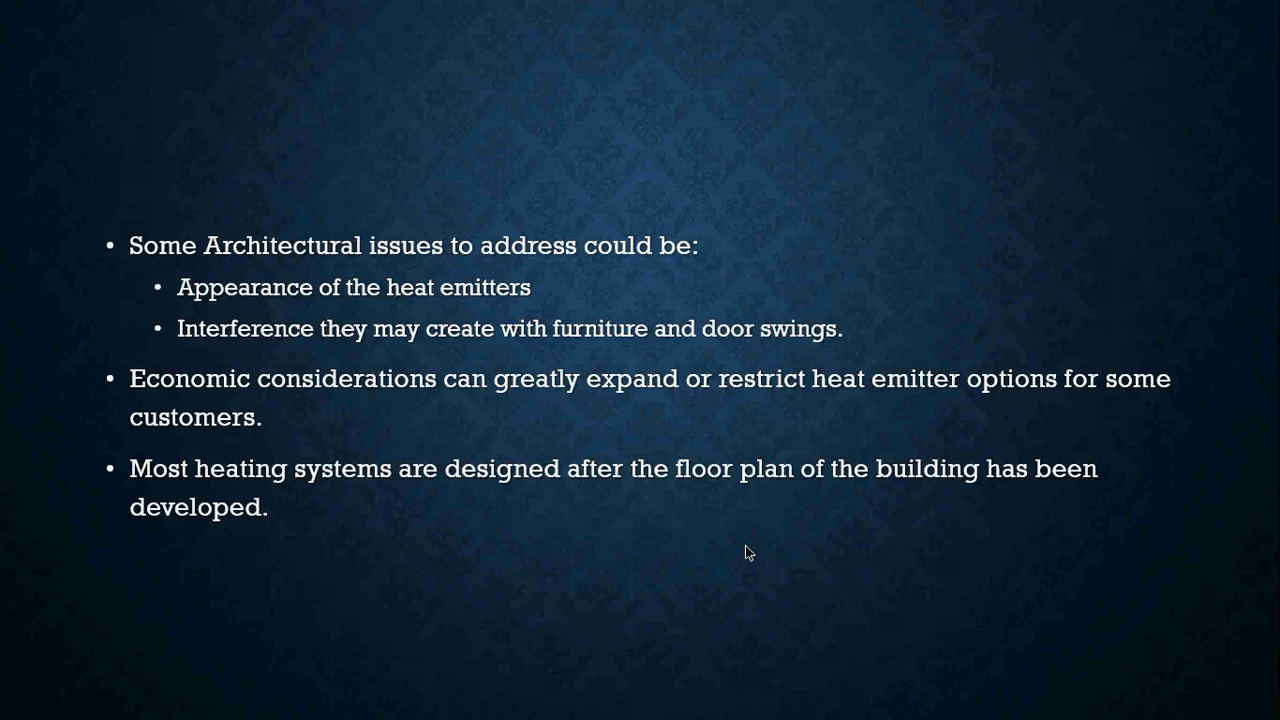 • Some Architectural issues to address could be:
• Appearance of the heat emitters
• Interference they may create with furniture and door swings.
• Economic considerations can greatly expand or restrict heat emitter options for some
customers.
• Most heating systems are designed after the floor plan of the building has been
developed.